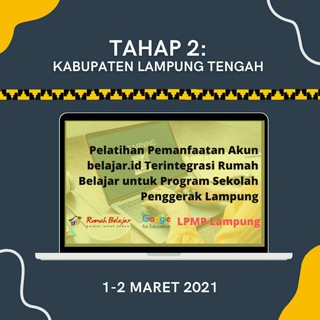 TAHAP 2:
KABUPATEN LAMPUNG TENGAH
Pelatihan Pemanfaatan Akun
belajar.id Terintegrasi Rumah
Belajar untuk Program Sekolah
Penggerak Lampung
Rumah Belajar
Google
for Education
LPMP Lampung
1-2 MARET 2021